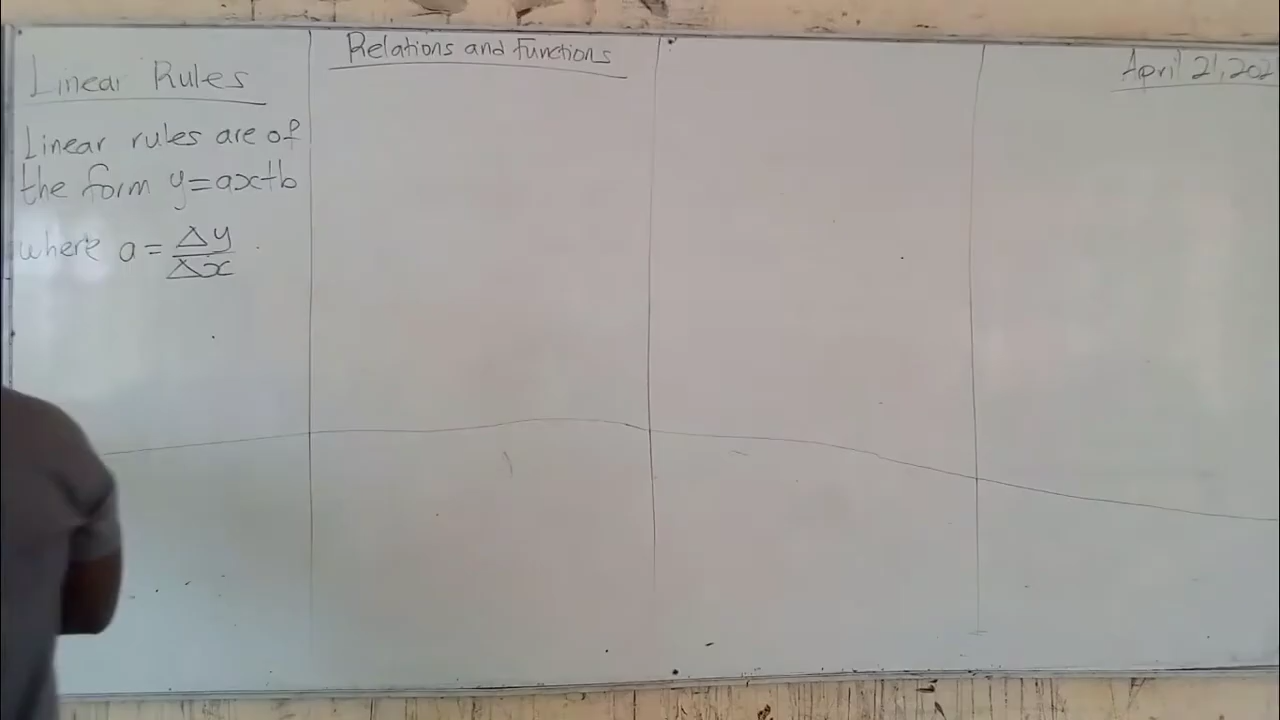 Relations and Functions
April 21, 202
Linear Rules
Linear rules are of
the form y=ax+b
where a = Δy/Δx